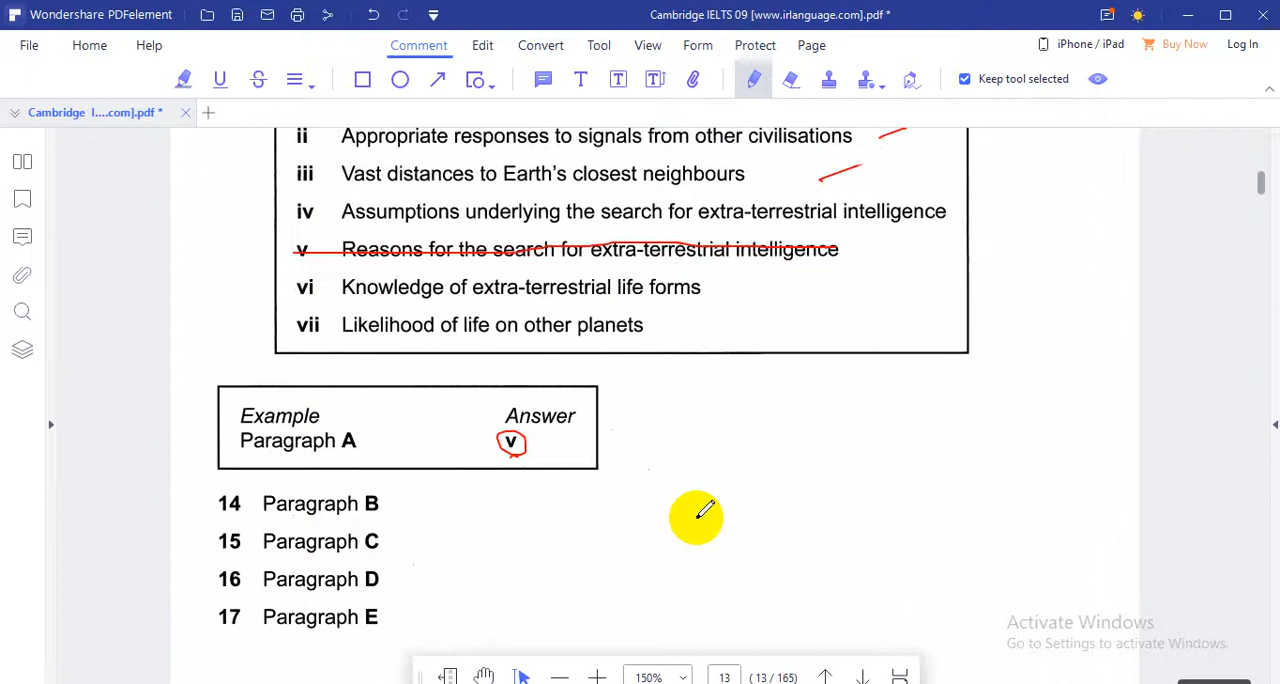 Wondershare PDFelement
Cambridge IELTS 09 [www.irlanguage.com].pdf *
File Home Help Comment Edit Convert Tool View Form Protect Page iPhone / iPad Buy Now Log In
Keep tool selected
Cambridge I....com].pdf *
ii Appropriate responses to signals from other civilisations
iii Vast distances to Earth's closest neighbours
iv Assumptions underlying the search for extra-terrestrial intelligence
v Reasons for the search for extra-terrestrial intelligence
vi Knowledge of extra-terrestrial life forms
vii Likelihood of life on other planets
Example Answer
Paragraph A v
14 Paragraph B
15 Paragraph C
16 Paragraph D
17 Paragraph E
Activate Windows
Go to Settings to activate Windows.
150% 13 (13 / 165)